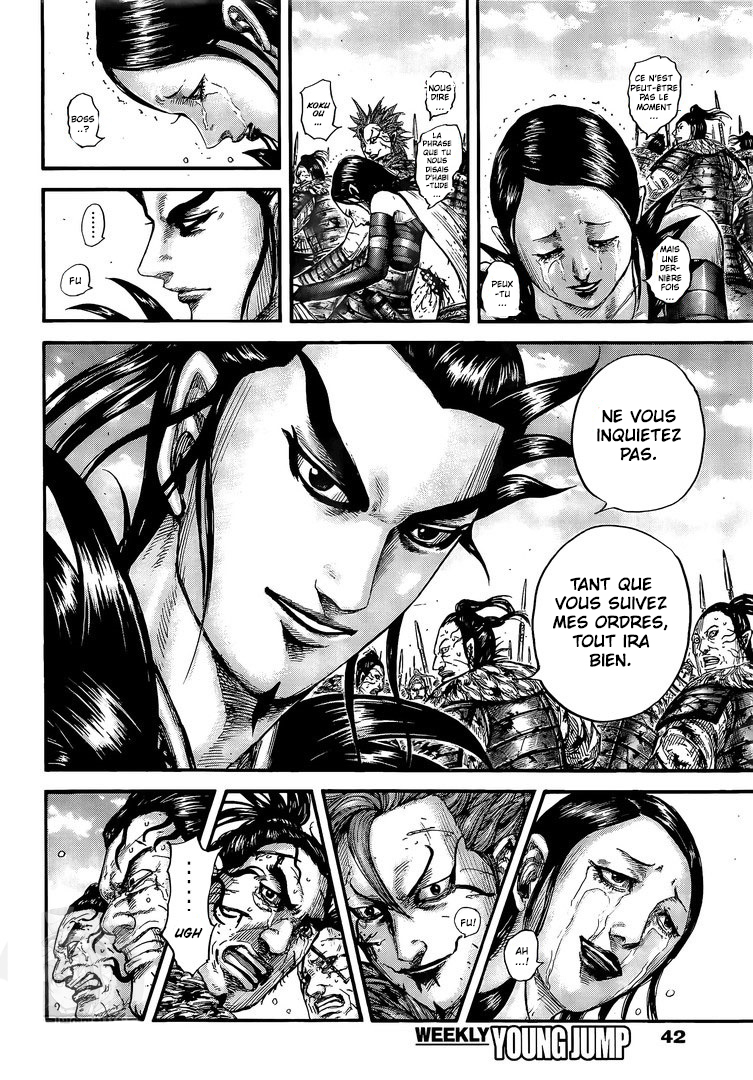 CE N'EST
PEUT-ÊTRE
PAS LE
MOMENT
...
MAIS
UNE
DER-
NIÈRE
FOIS
...
PEUX-
-TU
...
NOUS
DIRE
...
LA
PHRASE
QUE TU
NOUS
DISAIS
D'HABI
-TUDE
...
KOKU
OU
...
BOSS
..?
......
FU
NE VOUS
INQUIETEZ
PAS.
TANT QUE
VOUS SUIVEZ
MES ORDRES,
TOUT IRA
BIEN.
AH
...!
FU!
......
UGH
WEEKLY
YOUNG JUMP
42